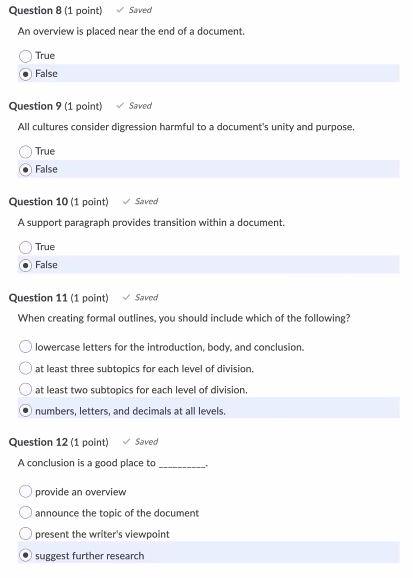 Question 8 (1 point) ✓ Saved
An overview is placed near the end of a document.
True
False
Question 9 (1 point) ✓ Saved
All cultures consider digression harmful to a document's unity and purpose.
True
False
Question 10 (1 point) ✓ Saved
A support paragraph provides transition within a document.
True
False
Question 11 (1 point) ✓ Saved
When creating formal outlines, you should include which of the following?
lowercase letters for the introduction, body, and conclusion.
at least three subtopics for each level of division.
at least two subtopics for each level of division.
numbers, letters, and decimals at all levels.
Question 12 (1 point) ✓ Saved
A conclusion is a good place to __________.
provide an overview
announce the topic of the document
present the writer's viewpoint
suggest further research